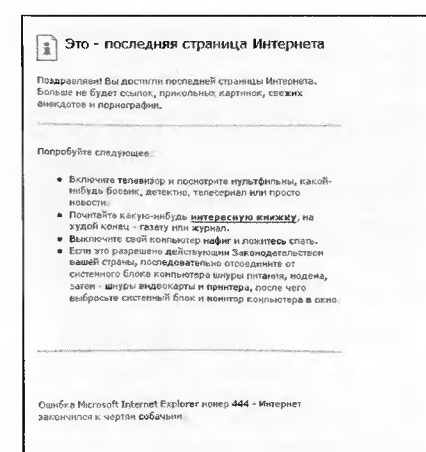 Это - последняя страница Интернета
Поздравляем! Вы достигли последней страницы Интернета.
Больше не будет ссылок, прикольных картинок, свежих
анекдотов и порнографии.
Попробуйте следующее:
● Включите телевизор и посмотрите мультфильмы, какой-
нибудь боевик, детектив, телесериал или просто
новости.
● Почитайте какую-нибудь интересную книжку, на
худой конец - газету или журнал.
● Выключите свой компьютер нафиг и ложитесь спать.
● Если это разрешено действующим Законодательством
вашей страны, последовательно отсоедините от
системного блока компьютера шнуры питания, модема,
затем - шнуры видеокарты и принтера, после чего
выбросьте системный блок и монитор компьютера в окно.
Ошибка Microsoft Internet Explorer номер 444 - Интернет
закончился к чертям собачьим